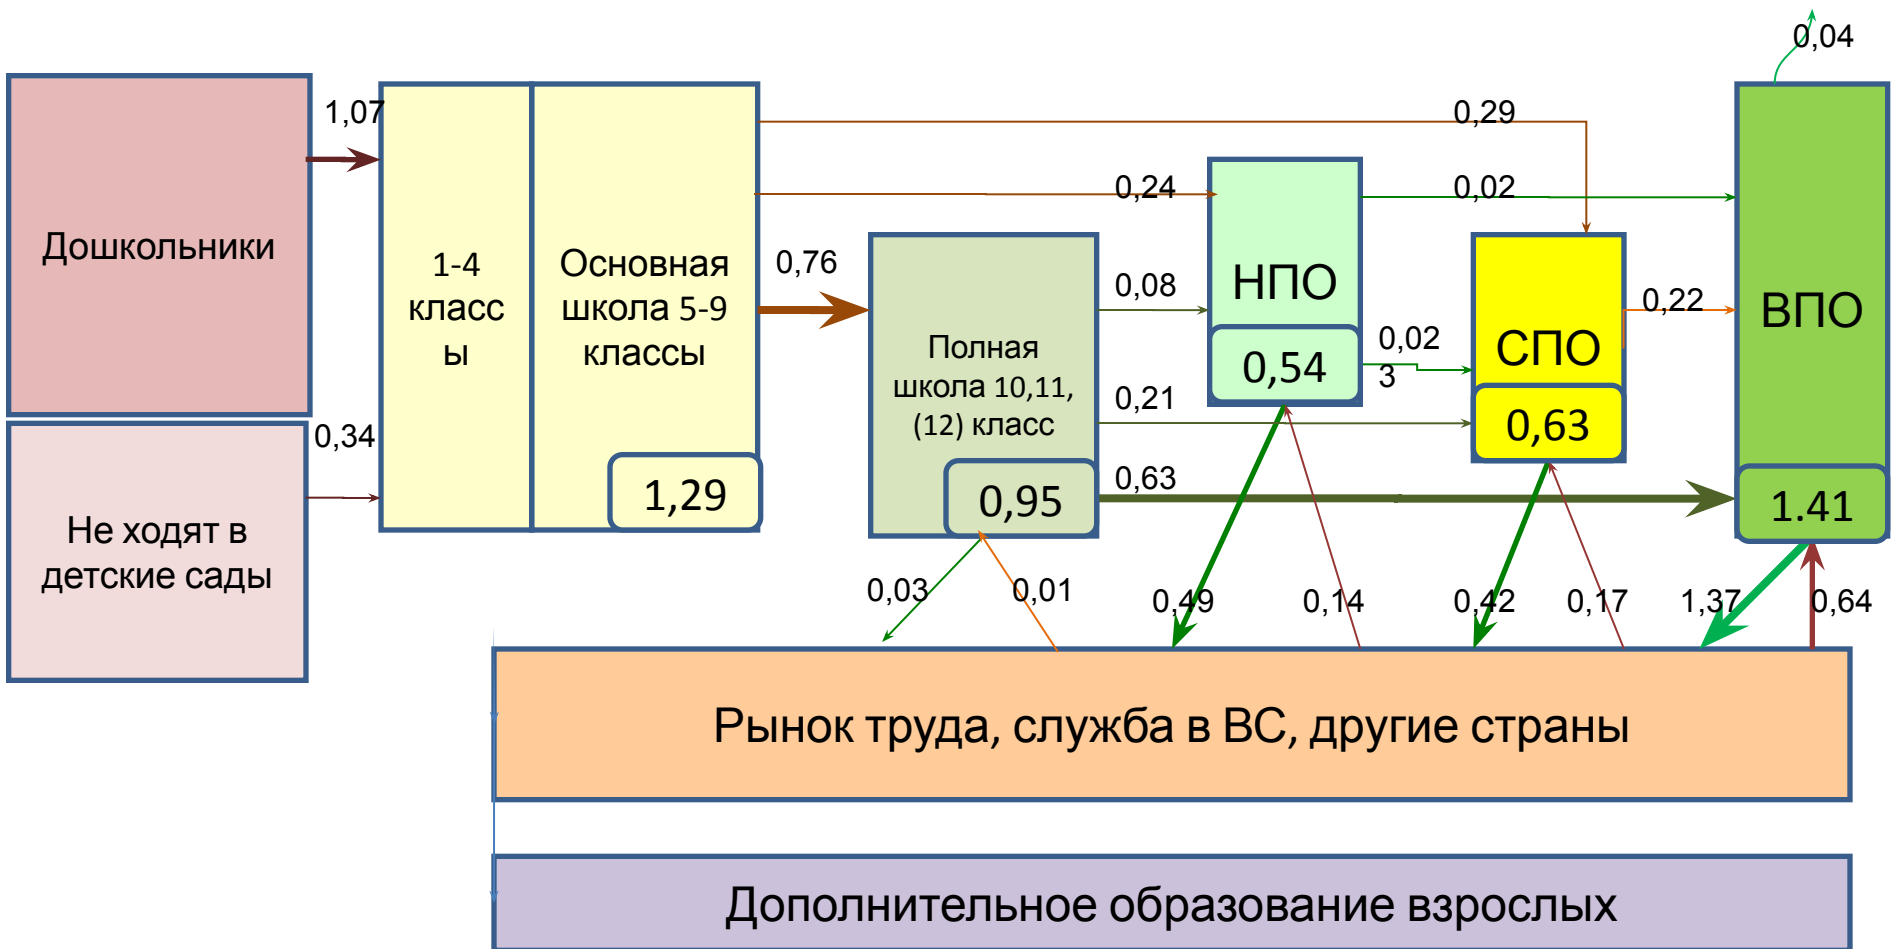 0,04
1,07
0,29
0,24
0,02
Дошкольники
1-4
класс
ы
Основная
школа 5-9
классы
0,76
0,08
НПО
0,22
ВПО
0,02
3
СПО
0,54
Полная
школа 10,11,
(12) класс
0,21
0,63
0,34
1,29
0,95
0,63
1.41
Не ходят в
детские сады
0,03
0,01
0,49
0,14
0,42
0,17
1,37
0,64
Рынок труда, служба в ВС, другие страны
Дополнительное образование взрослых